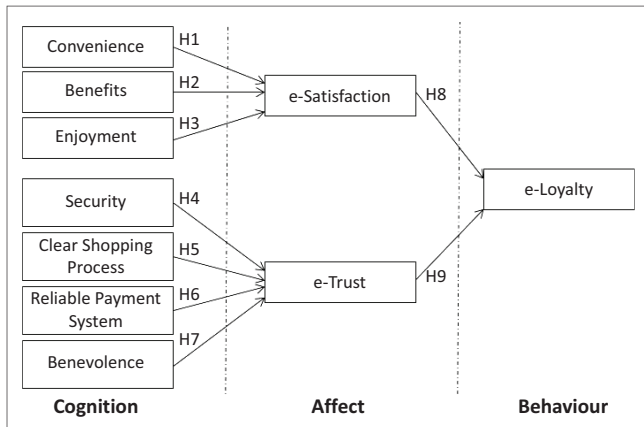 Convenience
H1
Benefits
H2
Enjoyment
H3
e-Satisfaction
H8
Security
H4
Clear Shopping
Process
H5
Reliable Payment
System
H6
Benevolence
H7
e-Trust
H9
e-Loyalty
Cognition
Affect
Behaviour